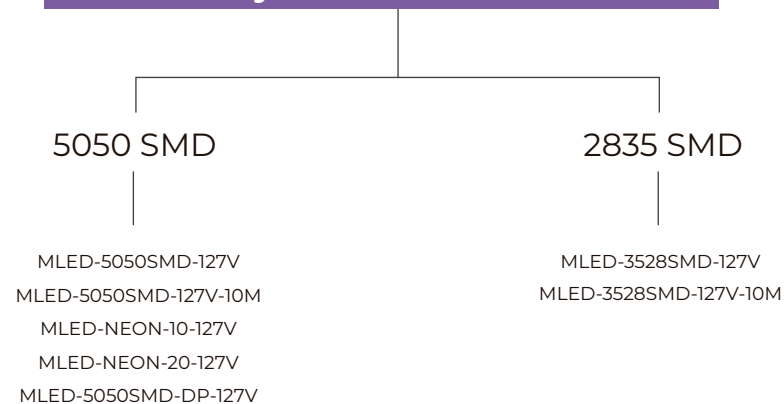 5050 SMD
2835 SMD
MLED-5050SMD-127V
MLED-5050SMD-127V-10M
MLED-NEON-10-127V
MLED-NEON-20-127V
MLED-5050SMD-DP-127V
MLED-3528SMD-127V
MLED-3528SMD-127V-10M